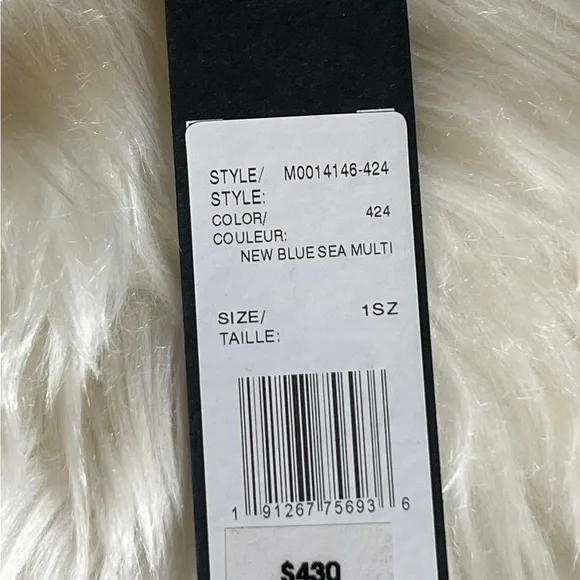 STYLE/ M0014146-424
STYLE:
COLOR/ 424
COULEUR:
NEW BLUE SEA MULTI
SIZE/ 1SZ
TAILLE:
1 91267 75693 6
$430